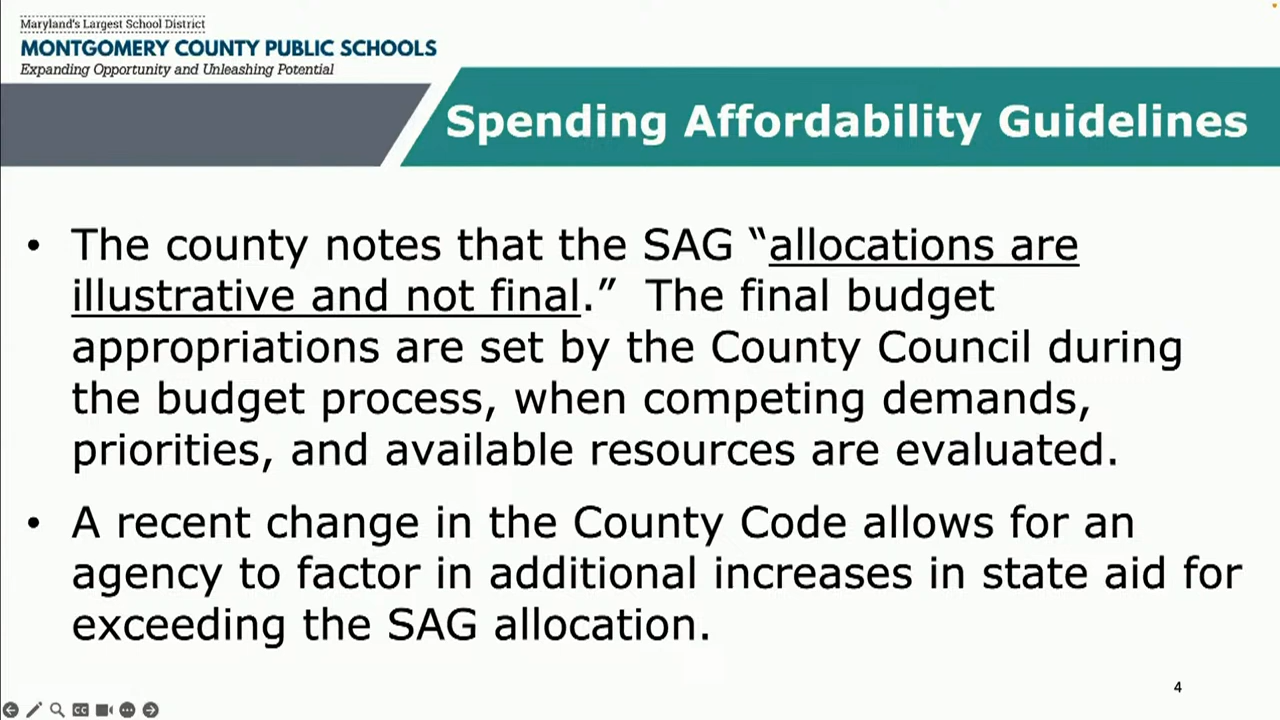 Maryland's Largest School District
MONTGOMERY COUNTY PUBLIC SCHOOLS
Expanding Opportunity and Unleashing Potential
Spending Affordability Guidelines
• The county notes that the SAG “allocations are
illustrative and not final.” The final budget
appropriations are set by the County Council during
the budget process, when competing demands,
priorities, and available resources are evaluated.
• A recent change in the County Code allows for an
agency to factor in additional increases in state aid for
exceeding the SAG allocation.
4
CC